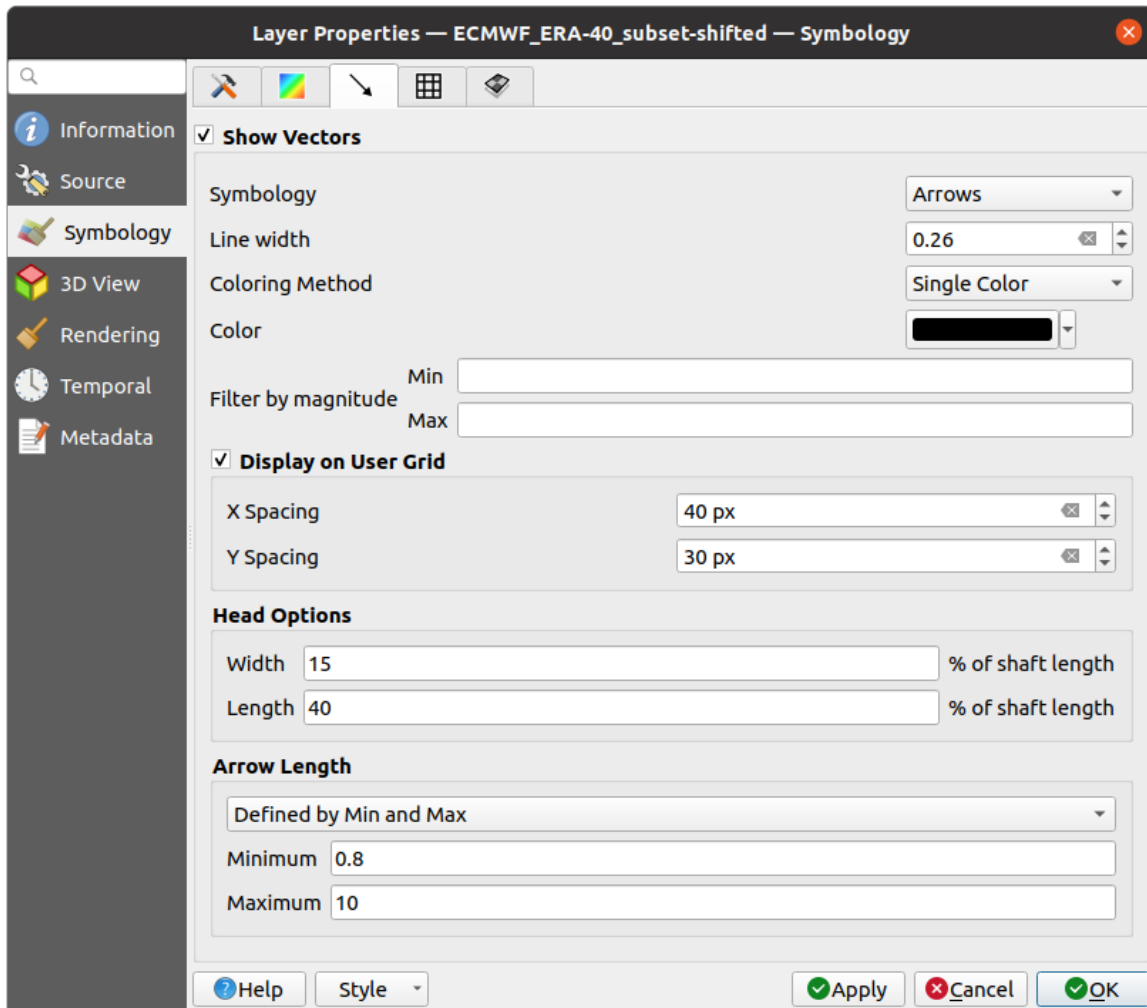 Layer Properties — ECMWF_ERA-40_subset-shifted — Symbology
Information
Source
Symbology
3D View
Rendering
Temporal
Metadata
Show Vectors
Symbology Arrows
Line width 0.26
Coloring Method Single Color
Color
Filter by magnitude
Min
Max
Display on User Grid
X Spacing 40 px
Y Spacing 30 px
Head Options
Width 15 % of shaft length
Length 40 % of shaft length
Arrow Length
Defined by Min and Max
Minimum 0.8
Maximum 10
Help Style Apply Cancel OK